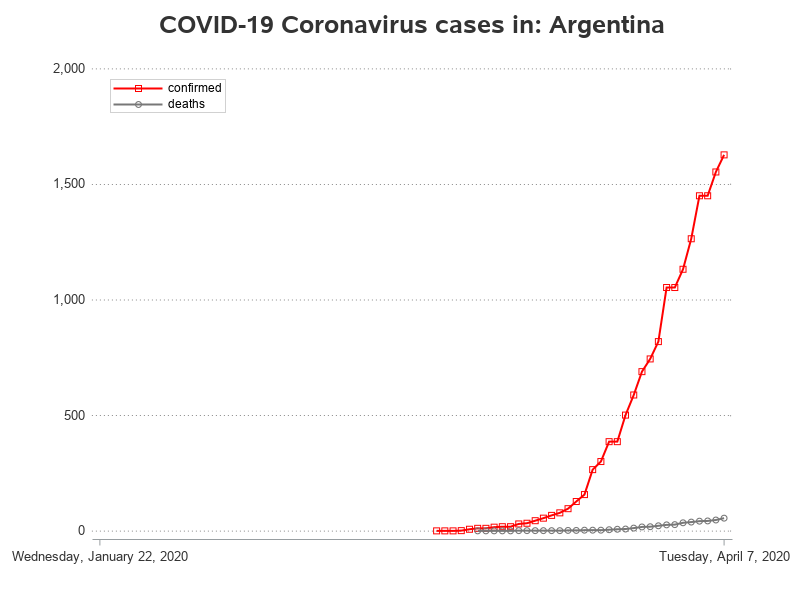 COVID-19 Coronavirus cases in: Argentina
2,000
confirmed
deaths
1,500
1,000
500
0
Wednesday, January 22, 2020
Tuesday, April 7, 2020